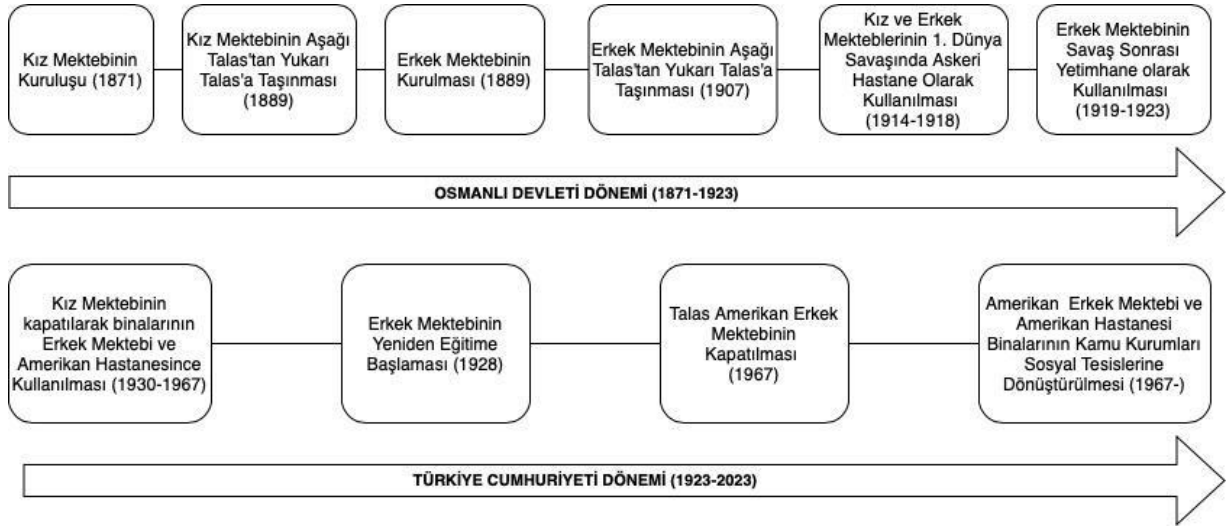 Kız Mektebinin
Kuruluşu (1871)
Kız Mektebinin Aşağı
Talas'tan Yukarı
Talas'a Taşınması
(1889)
Erkek Mektebinin
Kurulması (1889)
Erkek Mektebinin Aşağı
Talas'tan Yukarı Talas'a
Taşınması (1907)
Kız ve Erkek
Mekteblerinin 1. Dünya
Savaşında Askeri
Hastane Olarak
Kullanılması
(1914-1918)
Erkek Mektebinin
Savaş Sonrası
Yetimhane olarak
Kullanılması
(1919-1923)
OSMANLI DEVLETİ DÖNEMİ (1871-1923)
Kız Mektebinin
kapatılarak binalarının
Erkek Mektebi ve
Amerikan Hastanesince
Kullanılması (1930-1967)
Erkek Mektebinin
Yeniden Eğitime
Başlaması (1928)
Talas Amerikan Erkek
Mektebinin
Kapatılması
(1967)
Amerikan Erkek Mektebi ve
Amerikan Hastanesi
Binalarının Kamu Kurumları
Sosyal Tesislerine
Dönüştürülmesi (1967-)
TÜRKİYE CUMHURİYETİ DÖNEMİ (1923-2023)